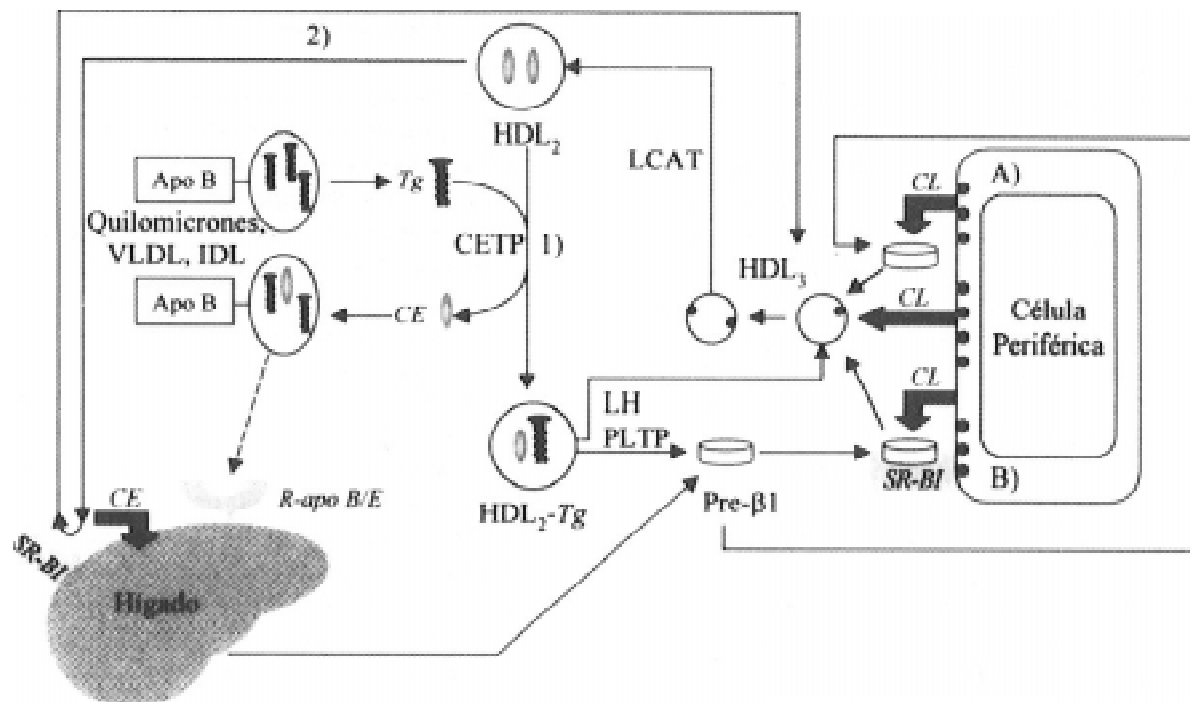 2)
HDL₂
LCAT
Apo B
Tg
Quilomicrones,
VLDL, IDL
CETP 1)
Apo B
CE
HDL₃
A)
CL
CL
Célula
Periférica
CL
LH
PLTP
SR-BI
B)
Pre-β1
HDL₂-Tg
R-apo B/E
CE
SR-BI
Hígado